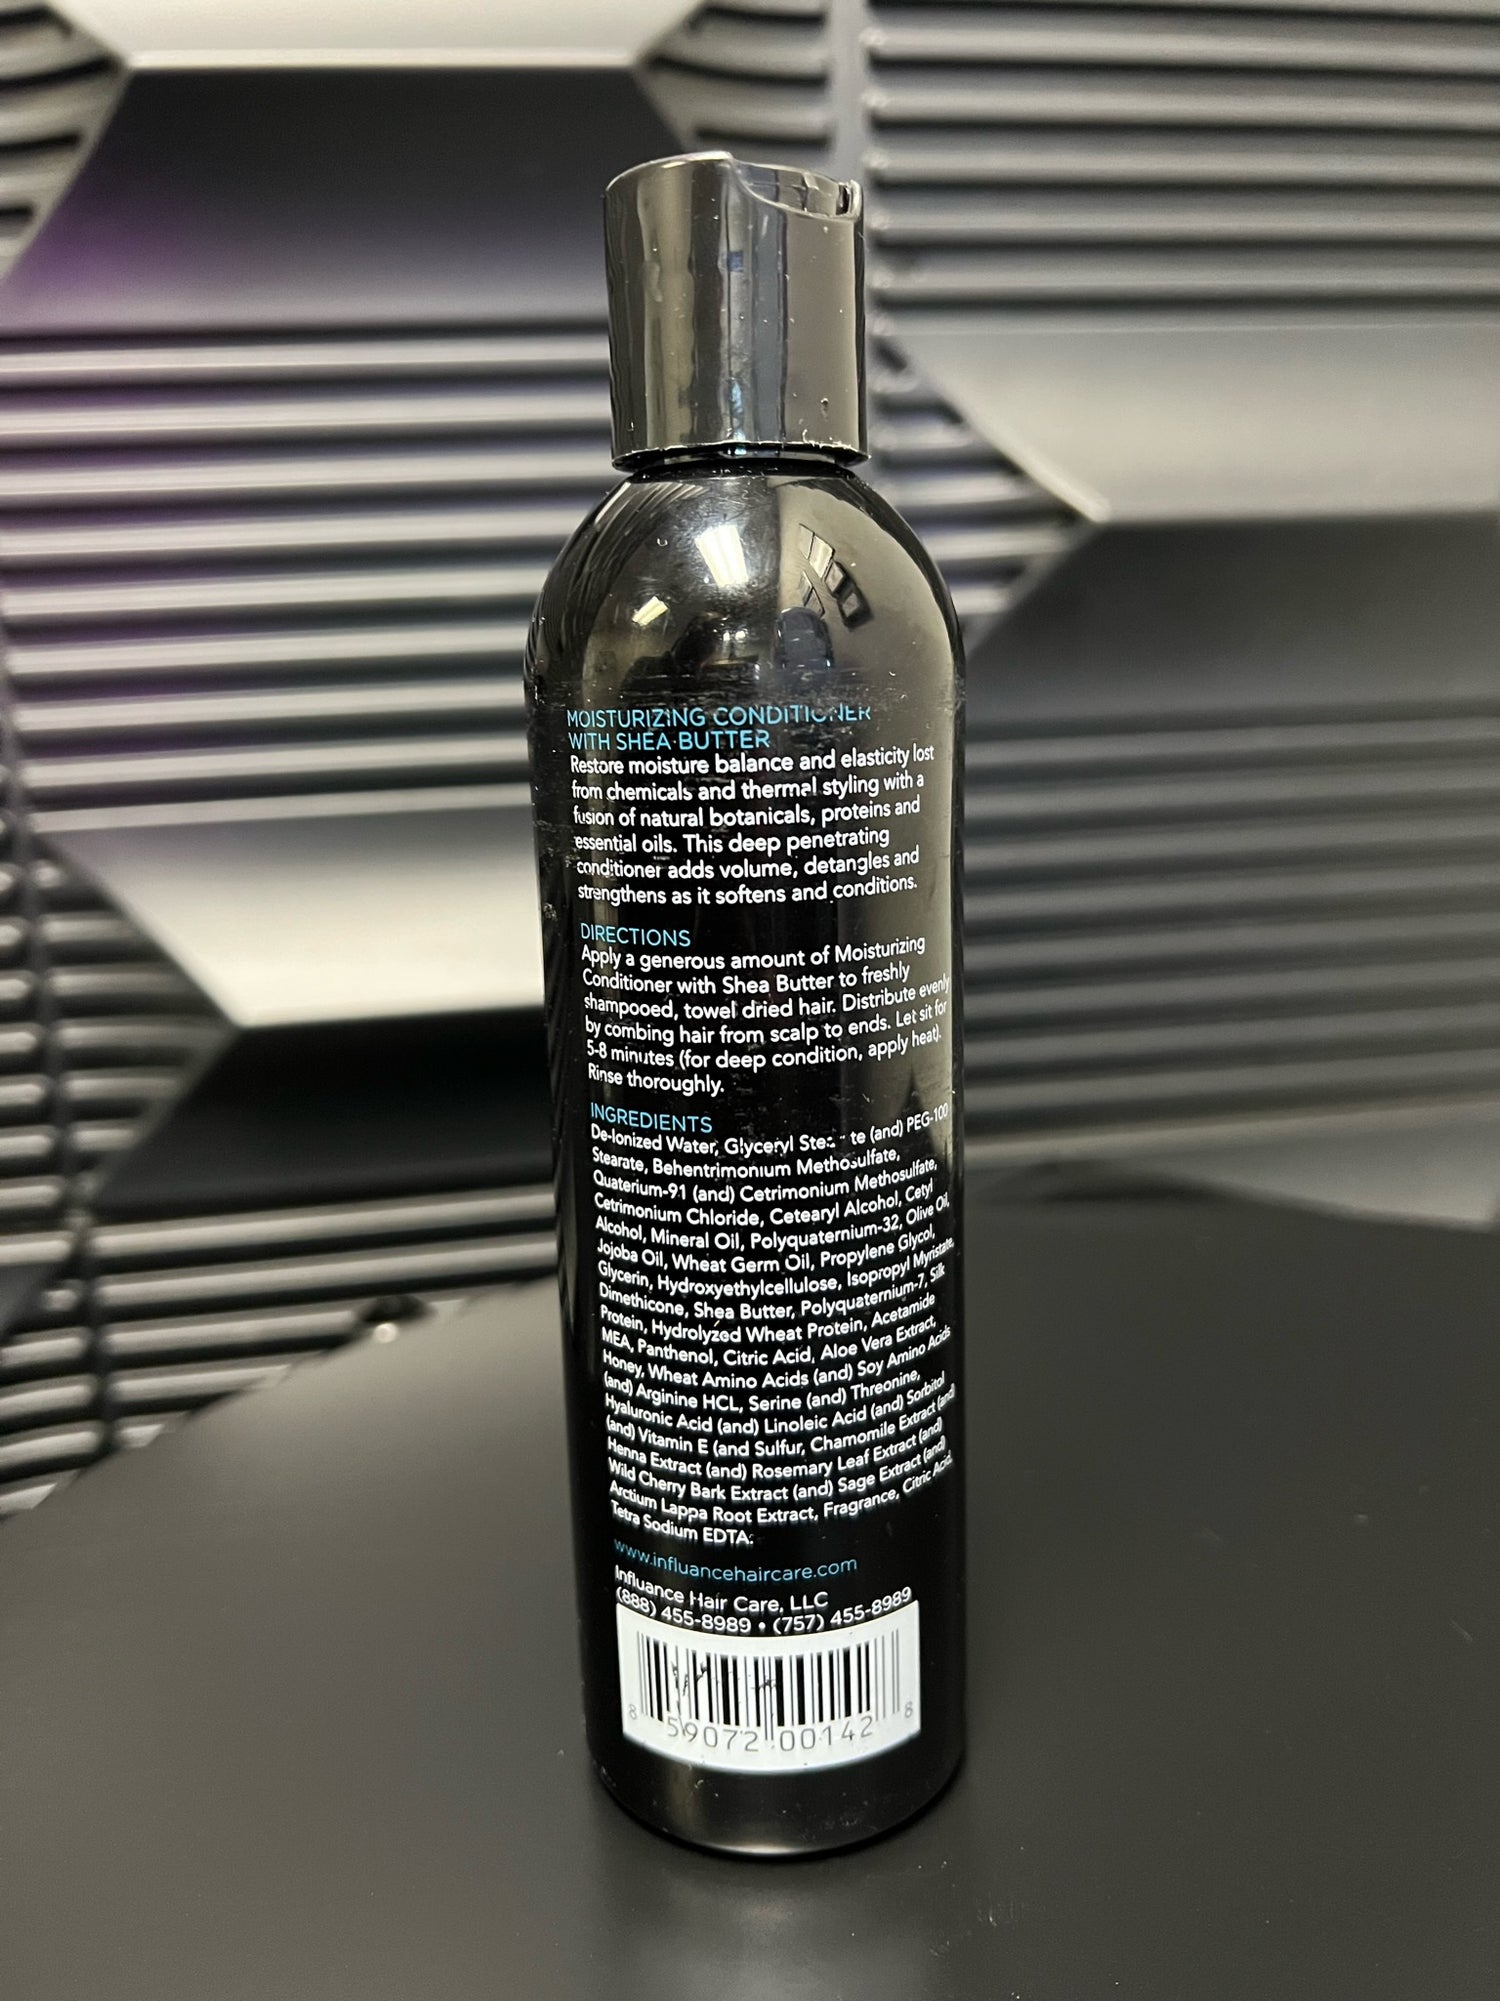 MOISTURIZING CONDITIONER
WITH SHEA BUTTER
Restore moisture balance and elasticity lost
from chemicals and thermal styling with a
fusion of natural botanicals, proteins and
essential oils. This deep penetrating
conditioner adds volume, detangles and
strengthens as it softens and conditions.
DIRECTIONS
Apply a generous amount of Moisturizing
Conditioner with Shea Butter to freshly
shampooed, towel dried hair. Distribute evenly
by combing hair from scalp to ends. Let sit for
5-8 minutes (for deep condition, apply heat).
Rinse thoroughly.
INGREDIENTS
De-Ionized Water, Glyceryl Stearate (and) PEG-100
Stearate, Behentrimonium Methosulfate,
Quaterium-91 (and) Cetrimonium Methosulfate,
Cetrimonium Chloride, Cetearyl Alcohol, Cetyl
Alcohol, Mineral Oil, Polyquaternium-32, Olive Oil,
Jojoba Oil, Wheat Germ Oil, Propylene Glycol,
Glycerin, Hydroxyethylcellulose, Isopropyl Myristate,
Dimethicone, Shea Butter, Polyquaternium-7, Silk
Protein, Hydrolyzed Wheat Protein, Acetamide
MEA, Panthenol, Citric Acid, Aloe Vera Extract,
Honey, Wheat Amino Acids (and) Soy Amino Acids
(and) Arginine HCL, Serine (and) Threonine,
Hyaluronic Acid (and) Linoleic Acid (and) Sorbitol
(and) Vitamin E (and Sulfur, Chamomile Extract (and)
Henna Extract (and) Rosemary Leaf Extract (and)
Wild Cherry Bark Extract (and) Sage Extract (and)
Arctium Lappa Root Extract, Fragrance, Citric Acid,
Tetra Sodium EDTA.
www.influancehaircare.com
Influance Hair Care, LLC
(888) 455-8989 • (757) 455-8989
8 59072 00142 8